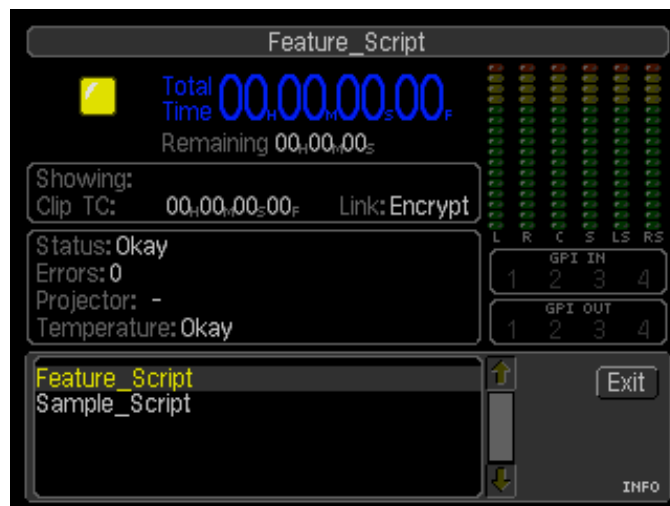 Feature_Script
Total Time 00H00M00S00F
Remaining 00H00M00S
Showing:
Clip TC: 00H00M00S00F Link: Encrypt
L R C S LS RS
Status: Okay
Errors: 0
Projector: -
Temperature: Okay
GPI IN
1 2 3 4
GPI OUT
1 2 3 4
Feature_Script
Sample_Script
Exit
INFO